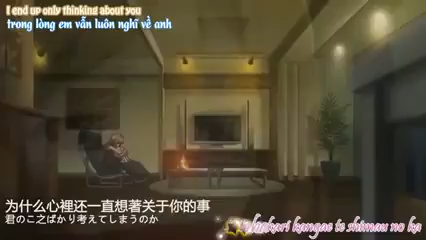 I end up only thinking about you
trong lòng em vẫn luôn nghĩ về anh
为什么心裡还一直想著关于你的事
君のこ之ばかり考えてしまうのか
bakari kangae te shimau no ka